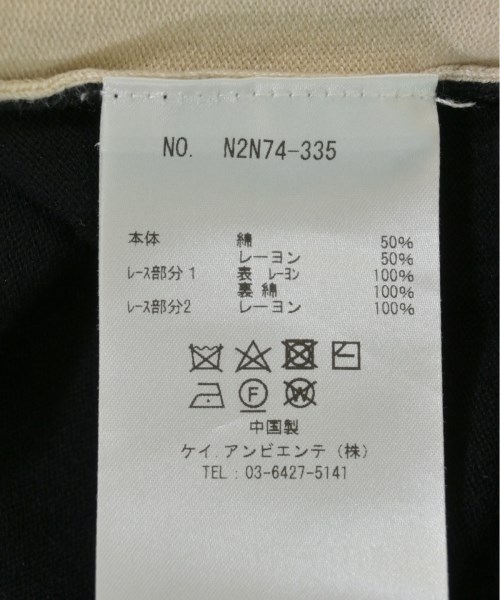 NO. N2N74-335
本体 綿 50%
レーヨン 50%
ﾚｰｽ部分1 表 ﾚｰﾖﾝ 100%
裏 綿 100%
ﾚｰｽ部分2 レーヨン 100%
F W
中国製
ケイ.アンビエンテ(株)
TEL : 03-6427-5141